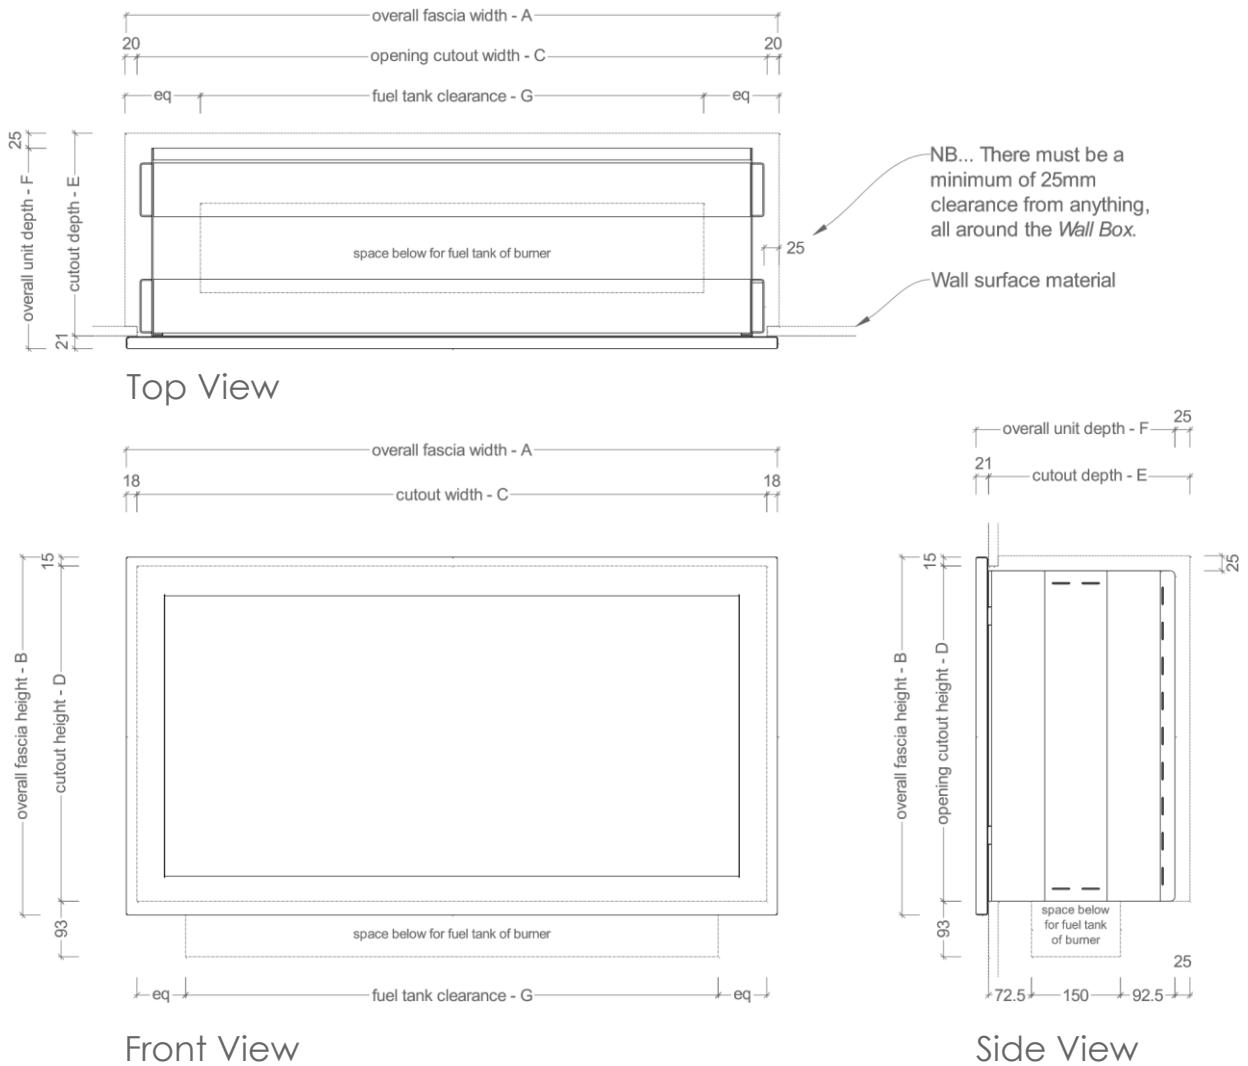 overall fascia width - A
20
opening cutout width - C
20
eq
fuel tank clearance - G
eq
25
overall unit depth - F
cutout depth - E
21
space below for fuel tank of burner
25
NB... There must be a
minimum of 25mm
clearance from anything,
all around the Wall Box.
Wall surface material
Top View
overall fascia width - A
18
cutout width - C
18
15
overall fascia height - B
cutout height - D
93
space below for fuel tank of burner
eq
fuel tank clearance - G
eq
Front View
25
overall unit depth - F
21
cutout depth - E
15
25
overall fascia height - B
opening cutout height - D
93
space below
for fuel tank
of burner
25
72.5
150
92.5
Side View